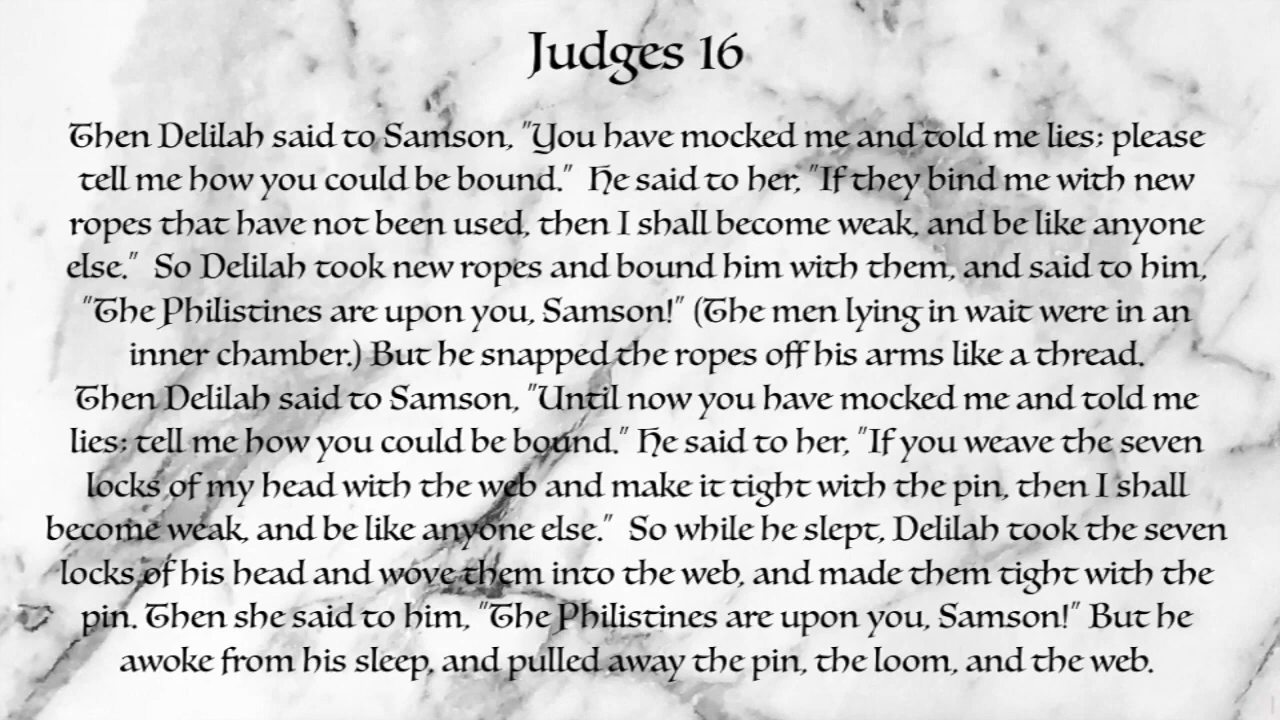 Judges 16
Then Delilah said to Samson, "You have mocked me and told me lies; please
tell me how you could be bound."  He said to her, "If they bind me with new
ropes that have not been used, then I shall become weak, and be like anyone
else."  So Delilah took new ropes and bound him with them, and said to him,
"The Philistines are upon you, Samson!" (The men lying in wait were in an
inner chamber.) But he snapped the ropes off his arms like a thread.
Then Delilah said to Samson, "Until now you have mocked me and told me
lies; tell me how you could be bound." He said to her, "If you weave the seven
locks of my head with the web and make it tight with the pin, then I shall
become weak, and be like anyone else."  So while he slept, Delilah took the seven
locks of his head and wove them into the web, and made them tight with the
pin. Then she said to him, "The Philistines are upon you, Samson!" But he
awoke from his sleep, and pulled away the pin, the loom, and the web.